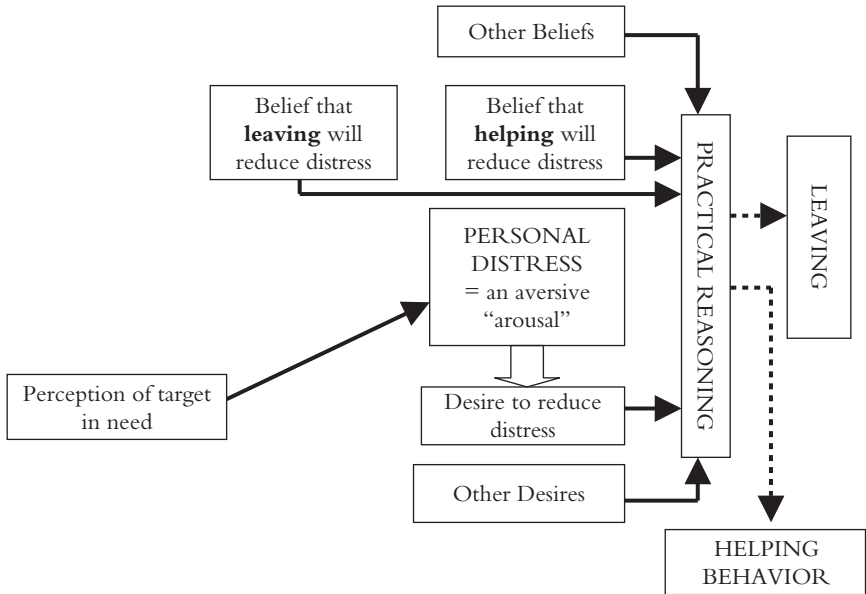 Other Beliefs
Belief that
leaving will
reduce distress
Belief that
helping will
reduce distress
PRACTICAL REASONING
LEAVING
PERSONAL
DISTRESS
= an aversive
“arousal”
Perception of target
in need
Desire to reduce
distress
Other Desires
HELPING
BEHAVIOR